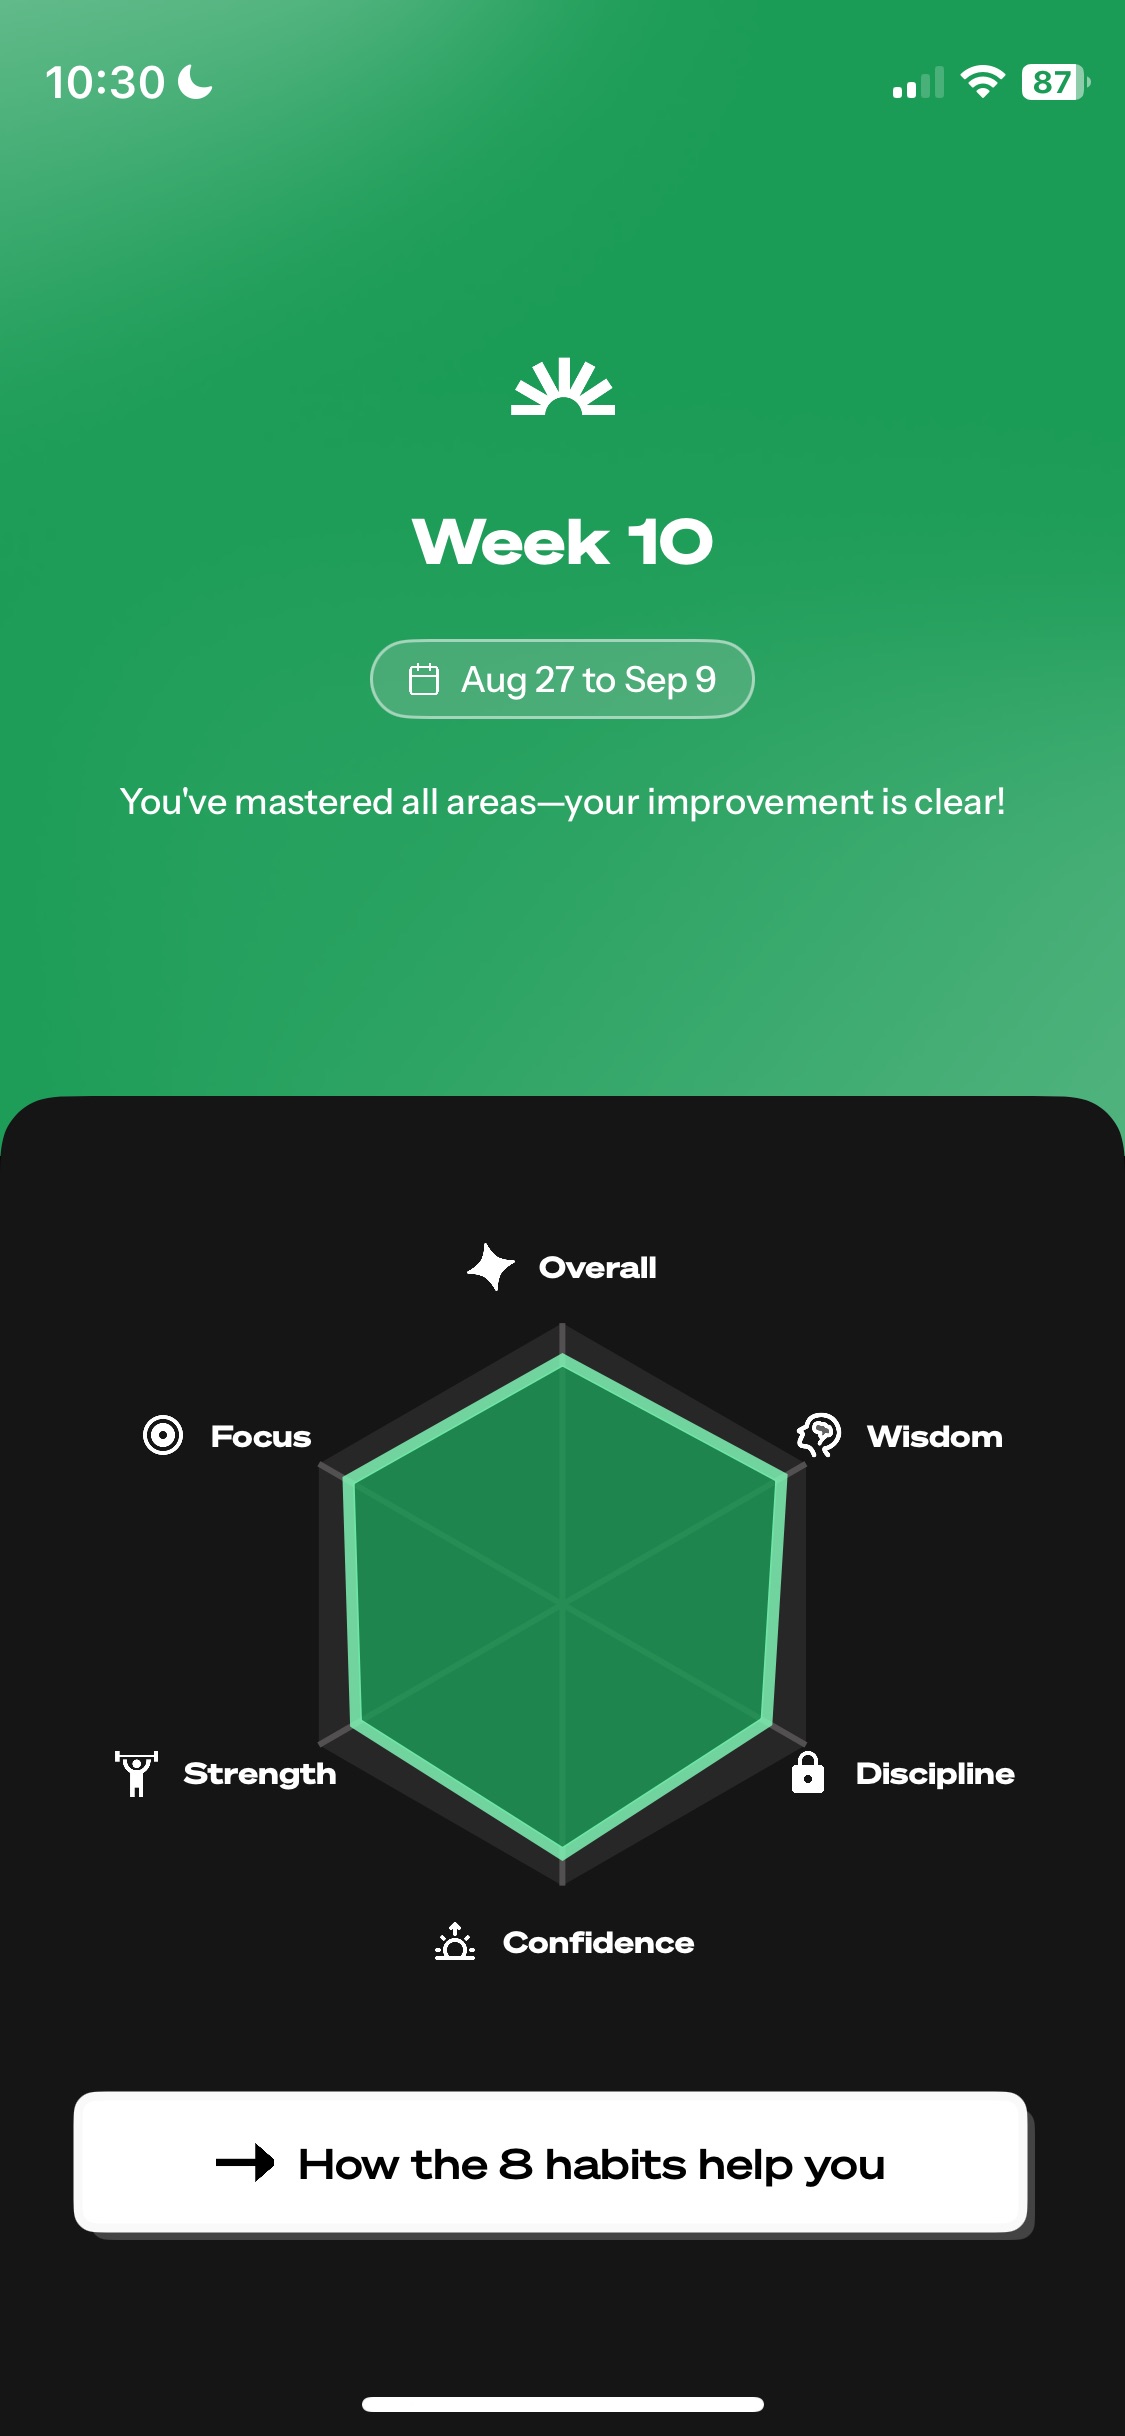 10:30
87
Week 10
Aug 27 to Sep 9
You've mastered all areas—your improvement is clear!
Overall
Focus
Wisdom
Strength
Discipline
Confidence
How the 8 habits help you